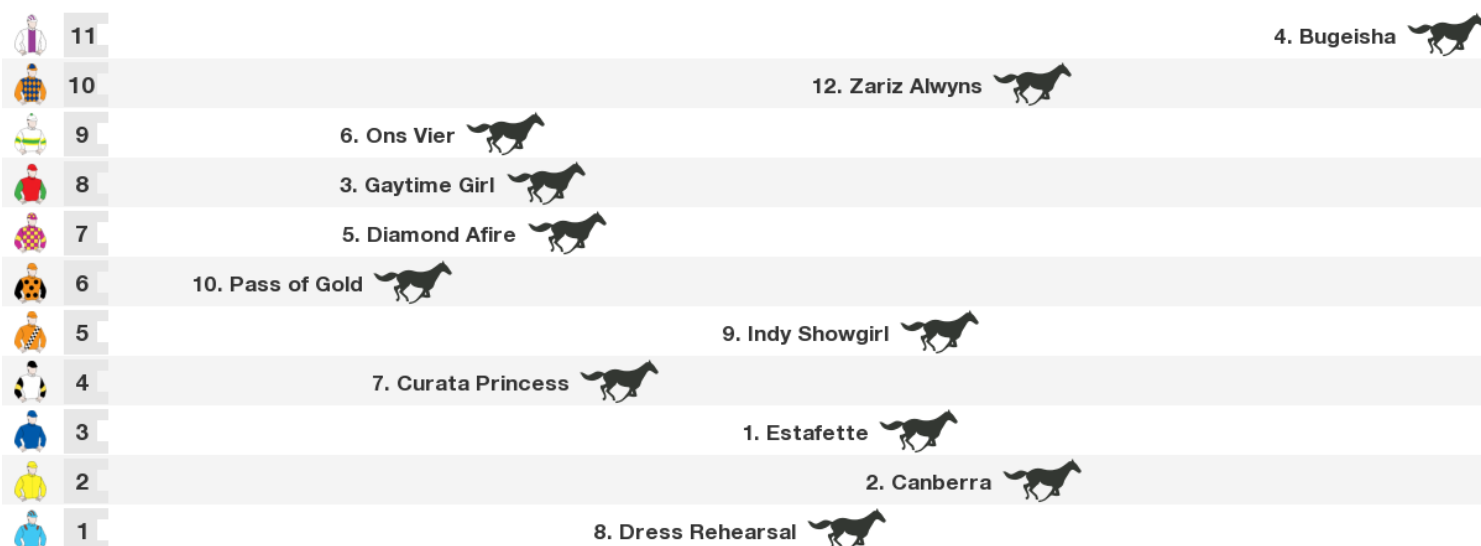 11 4. Bugeisha
10 12. Zariz Alwyns
9 6. Ons Vier
8 3. Gaytime Girl
7 5. Diamond Afire
6 10. Pass of Gold
5 9. Indy Showgirl
4 7. Curata Princess
3 1. Estafette
2 2. Canberra
1 8. Dress Rehearsal